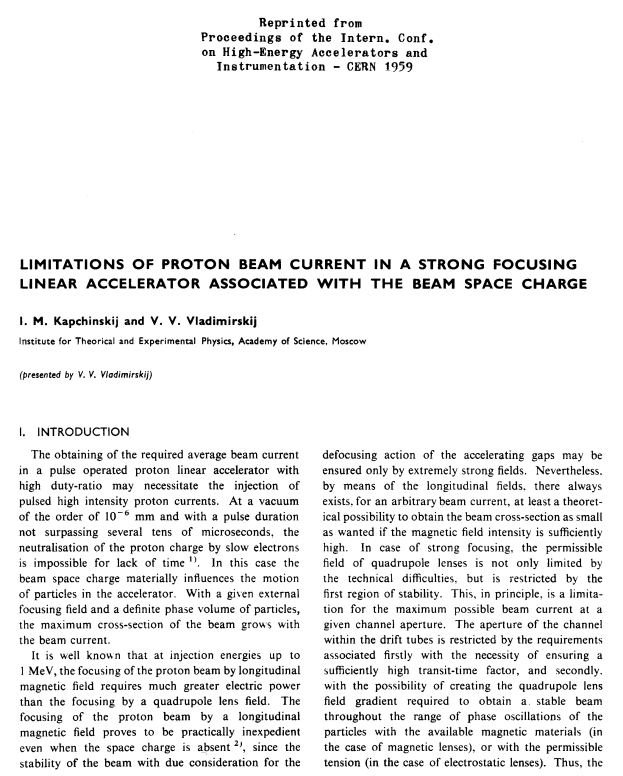 Reprinted from
Proceedings of the Intern. Conf.
on High-Energy Accelerators and
Instrumentation - CERN 1959
LIMITATIONS OF PROTON BEAM CURRENT IN A STRONG FOCUSING
LINEAR ACCELERATOR ASSOCIATED WITH THE BEAM SPACE CHARGE
I. M. Kapchinskij and V. V. Vladimirskij
Institute for Theorical and Experimental Physics, Academy of Science, Moscow
(presented by V. V. Vladimirskij)
I. INTRODUCTION
The obtaining of the required average beam current
in a pulse operated proton linear accelerator with
high duty-ratio may necessitate the injection of
pulsed high intensity proton currents. At a vacuum
of the order of 10⁻⁶ mm and with a pulse duration
not surpassing several tens of microseconds, the
neutralisation of the proton charge by slow electrons
is impossible for lack of time ¹⁾. In this case the
beam space charge materially influences the motion
of particles in the accelerator. With a given external
focusing field and a definite phase volume of particles,
the maximum cross-section of the beam grows with
the beam current.
It is well known that at injection energies up to
1 MeV, the focusing of the proton beam by longitudinal
magnetic field requires much greater electric power
than the focusing by a quadrupole lens field. The
focusing of the proton beam by a longitudinal
magnetic field proves to be practically inexpedient
even when the space charge is absent ²⁾, since the
stability of the beam with due consideration for the
defocusing action of the accelerating gaps may be
ensured only by extremely strong fields. Nevertheless,
by means of the longitudinal fields, there always
exists, for an arbitrary beam current, at least a theoret-
ical possibility to obtain the beam cross-section as small
as wanted if the magnetic field intensity is sufficiently
high. In case of strong focusing, the permissible
field of quadrupole lenses is not only limited by
the technical difficulties, but is restricted by the
first region of stability. This, in principle, is a limita-
tion for the maximum possible beam current at a
given channel aperture. The aperture of the channel
within the drift tubes is restricted by the requirements
associated firstly with the necessity of ensuring a
sufficiently high transit-time factor, and secondly,
with the possibility of creating the quadrupole lens
field gradient required to obtain a stable beam
throughout the range of phase oscillations of the
particles with the available magnetic materials (in
the case of magnetic lenses), or with the permissible
tension (in the case of electrostatic lenses). Thus, the